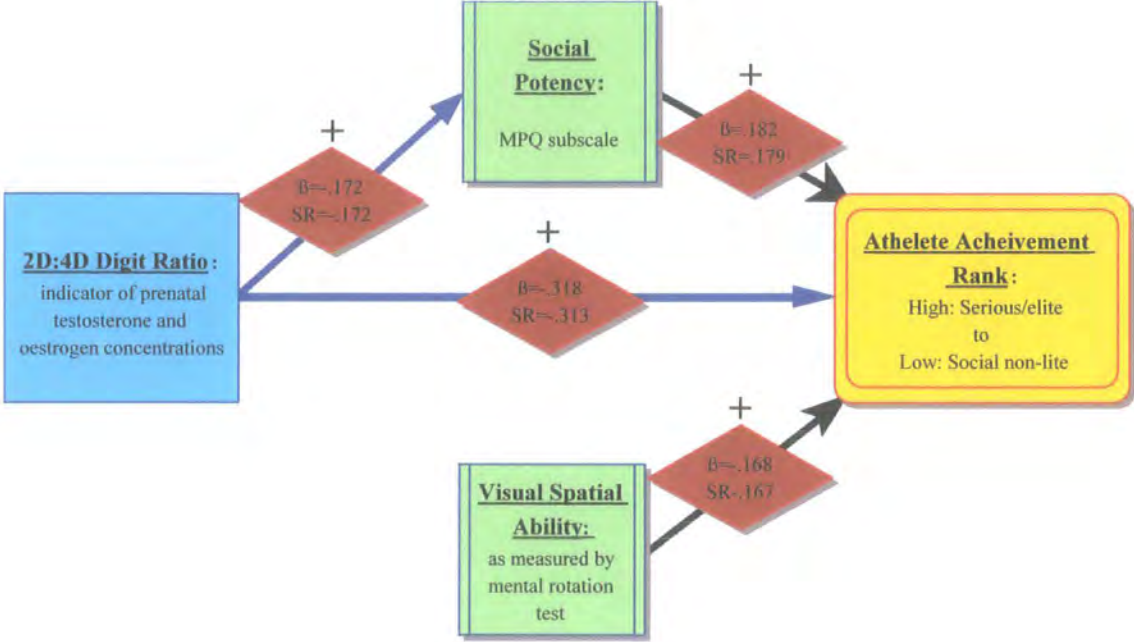 Social
Potency:
MPQ subscale
+
B=-.172
SR=-.172
+
B=.182
SR=.179
2D:4D Digit Ratio:
indicator of prenatal
testosterone and
oestrogen concentrations
+
B=-.318
SR=-.313
Athelete Acheivement
Rank:
High: Serious/elite
to
Low: Social non-lite
+
B=-.168
SR-.167
Visual Spatial
Ability:
as measured by
mental rotation
test